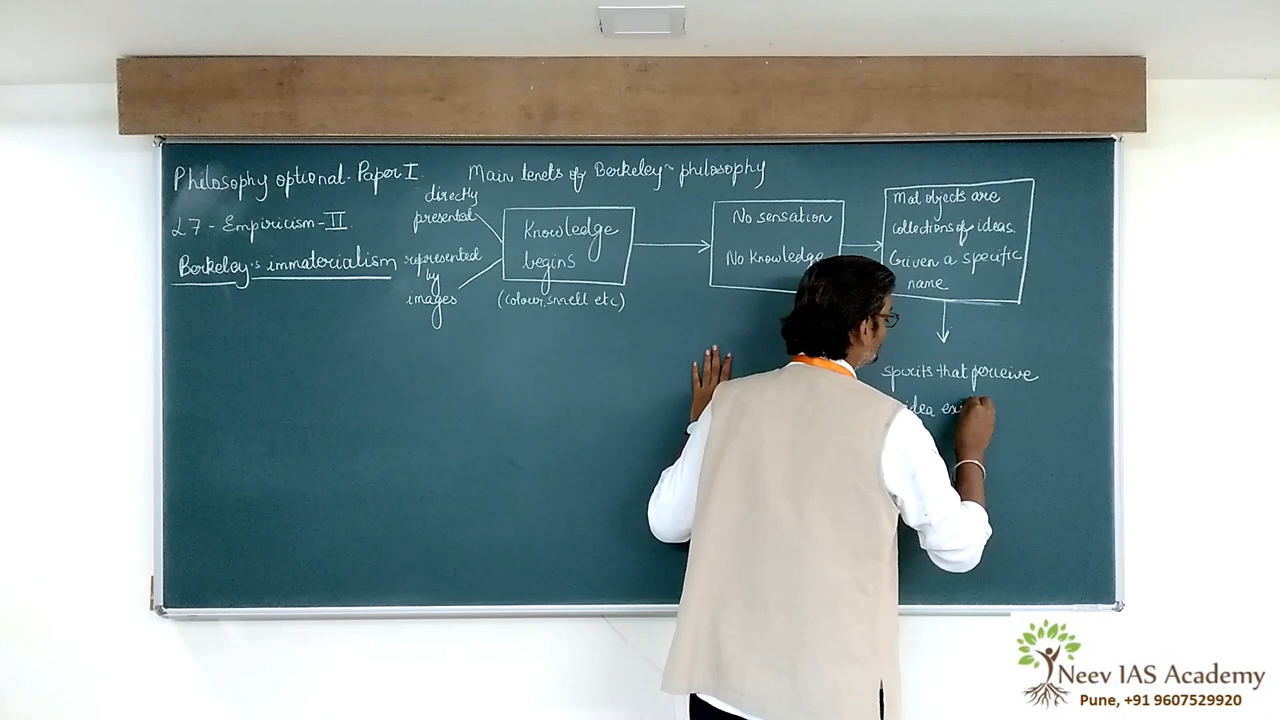 Philosophy optional - Paper I
L7 - Empiricism - II
Berkeley's immaterialism
Main tenets of Berkeley's philosophy
directly
presented
represented
by
images
Knowledge
begins
(colour, smell etc)
No sensation
No Knowledge
Mat objects are
collections of ideas.
Given a specific
name
spirits that perceive
idea
Neev IAS Academy
Pune, +91 9607529920